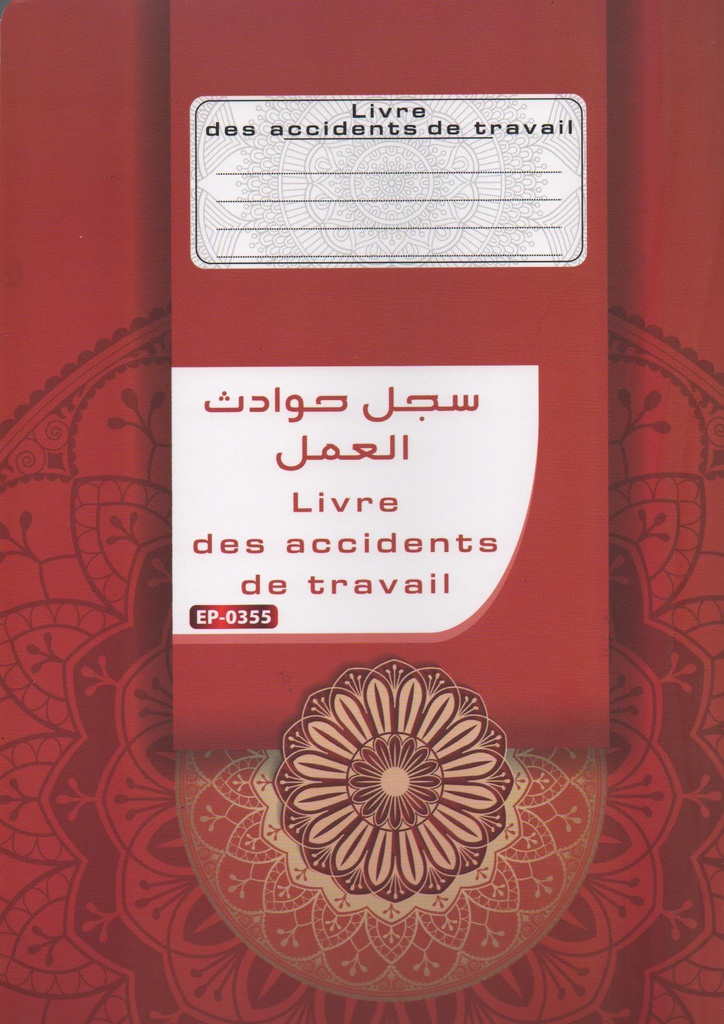 Livre
des accidents de travail
سجل حوادث
العمل
Livre
des accidents
de travail
EP-0355